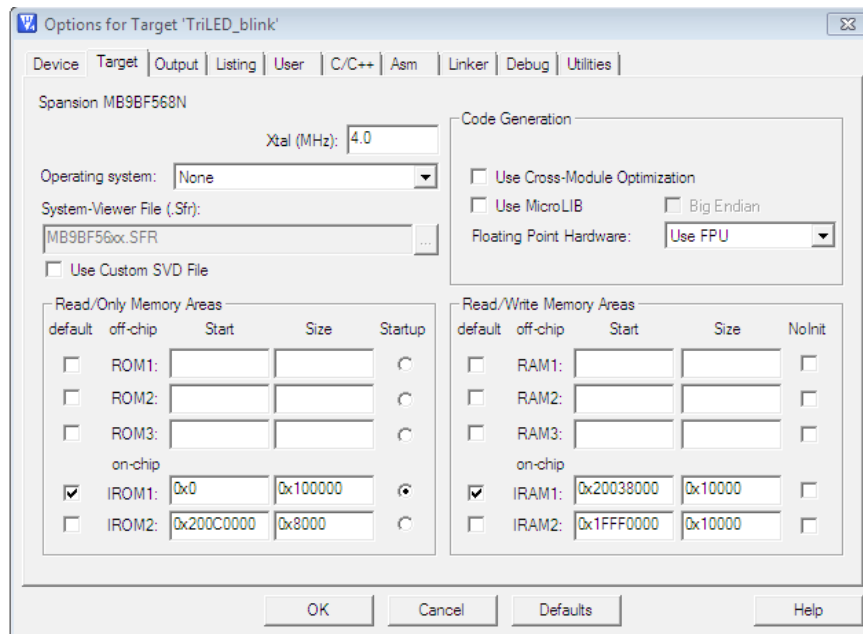 Options for Target 'TriLED_blink'
Device Target Output Listing User C/C++ Asm Linker Debug Utilities
Spansion MB9BF568N
Xtal (MHz): 4.0
Operating system: None
System-Viewer File (.Sfr):
MB9BF56xx.SFR ...
Use Custom SVD File
Code Generation
Use Cross-Module Optimization
Use MicroLIB Big Endian
Floating Point Hardware: Use FPU
Read/Only Memory Areas
default off-chip Start Size Startup
ROM1:
ROM2:
ROM3:
on-chip
IROM1: 0x0 0x100000
IROM2: 0x200C0000 0x8000
Read/Write Memory Areas
default off-chip Start Size NoInit
RAM1:
RAM2:
RAM3:
on-chip
IRAM1: 0x20038000 0x10000
IRAM2: 0x1FFF0000 0x10000
OK Cancel Defaults Help